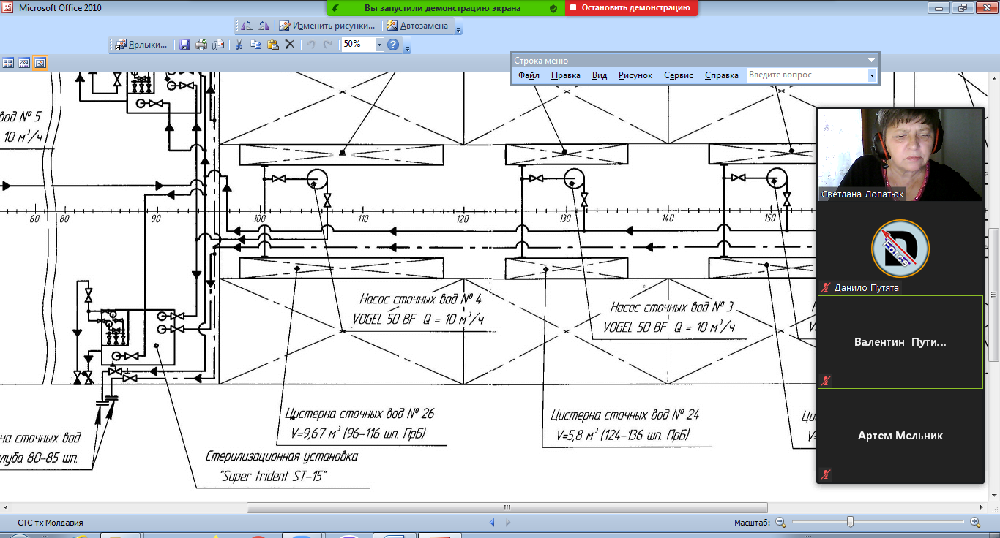 Microsoft Office 2010
Вы запустили демонстрацию экрана
Остановить демонстрацию
Изменить рисунки...
Автозамена
Ярлыки...
50%
Строка меню
Файл Правка Вид Рисунок Сервис Справка Введите вопрос
вод № 5
10 м³/ч
60 80 90 100 110 120 130 140 150
Насос сточных вод № 4
VOGEL 50 BF Q = 10 м³/ч
Насос сточных вод № 3
VOGEL 50 BF Q = 10 м³/ч
Цистерна сточных вод № 26
V=9,67 м³ (96-116 шп. ПрБ)
Цистерна сточных вод № 24
V=5,8 м³ (124-136 шп. ПрБ)
сточных вод
80-85 шп.
Стерилизационная установка
"Super trident ST-15"
Светлана Лопатюк
D
Force
Данило Путята
Валентин Пути...
Артем Мельник
СТС тх Молдавия
Масштаб: